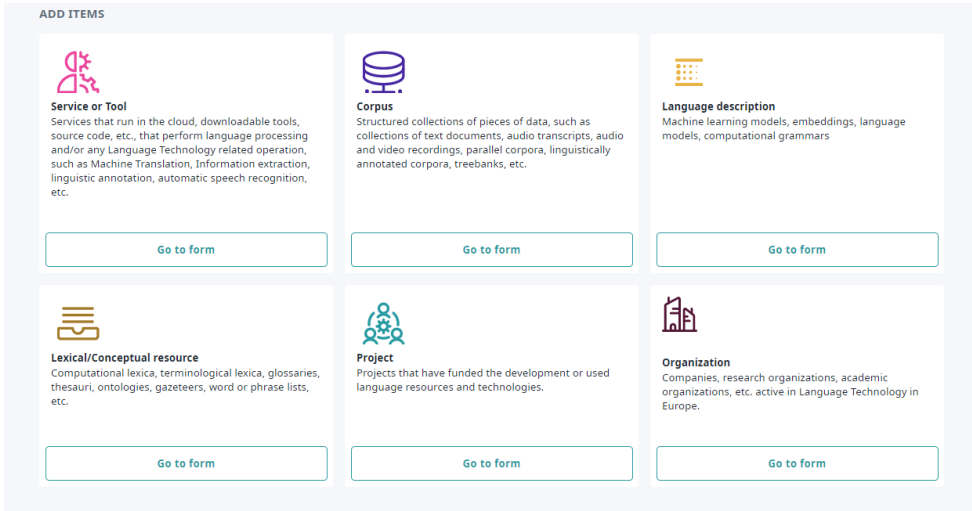 ADD ITEMS
Service or Tool
Services that run in the cloud, downloadable tools,
source code, etc., that perform language processing
and/or any Language Technology related operation,
such as Machine Translation, Information extraction,
linguistic annotation, automatic speech recognition,
etc.
Go to form
Corpus
Structured collections of pieces of data, such as
collections of text documents, audio transcripts, audio
and video recordings, parallel corpora, linguistically
annotated corpora, treebanks, etc.
Go to form
Language description
Machine learning models, embeddings, language
models, computational grammars
Go to form
Lexical/Conceptual resource
Computational lexica, terminological lexica, glossaries,
thesauri, ontologies, gazeteers, word or phrase lists,
etc.
Go to form
Project
Projects that have funded the development or used
language resources and technologies.
Go to form
Organization
Companies, research organizations, academic
organizations, etc. active in Language Technology in
Europe.
Go to form